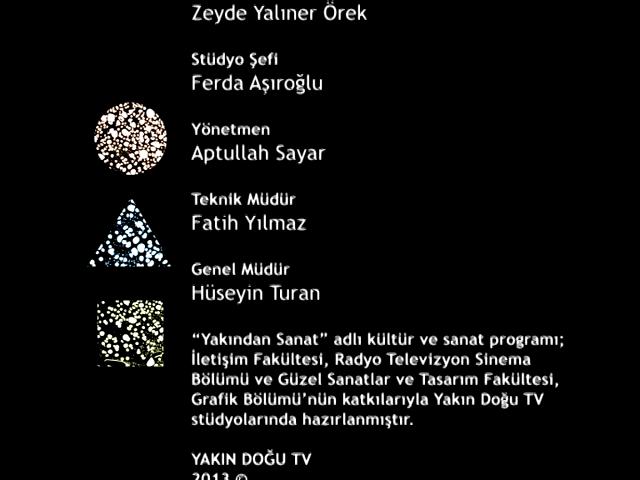 Zeyde Yalıner Örek
Stüdyo Şefi
Ferda Aşıroğlu
Yönetmen
Aptullah Sayar
Teknik Müdür
Fatih Yılmaz
Genel Müdür
Hüseyin Turan
“Yakından Sanat” adlı kültür ve sanat programı;
İletişim Fakültesi, Radyo Televizyon Sinema
Bölümü ve Güzel Sanatlar ve Tasarım Fakültesi,
Grafik Bölümü’nün katkılarıyla Yakın Doğu TV
stüdyolarında hazırlanmıştır.
YAKIN DOĞU TV
2013 ©